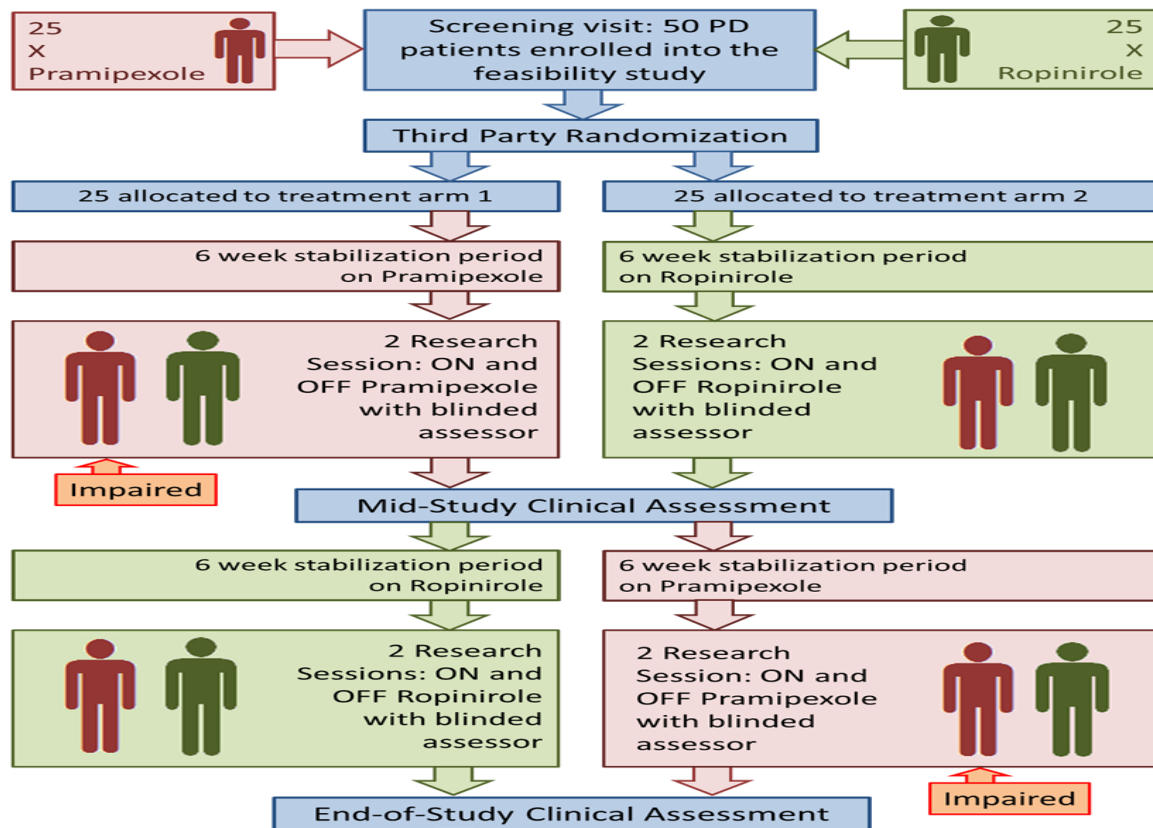 25
X
Pramipexole
Screening visit: 50 PD
patients enrolled into the
feasibility study
25
X
Ropinirole
Third Party Randomization
25 allocated to treatment arm 1
25 allocated to treatment arm 2
6 week stabilization period
on Pramipexole
6 week stabilization period
on Ropinirole
2 Research
Session: ON and
OFF Pramipexole
with blinded
assessor
2 Research
Sessions: ON and
OFF Ropinirole
with blinded
assessor
Impaired
Mid-Study Clinical Assessment
6 week stabilization period
on Ropinirole
6 week stabilization period
on Pramipexole
2 Research
Sessions: ON and
OFF Ropinirole
with blinded
assessor
2 Research
Session: ON and
OFF Pramipexole
with blinded
assessor
Impaired
End-of-Study Clinical Assessment